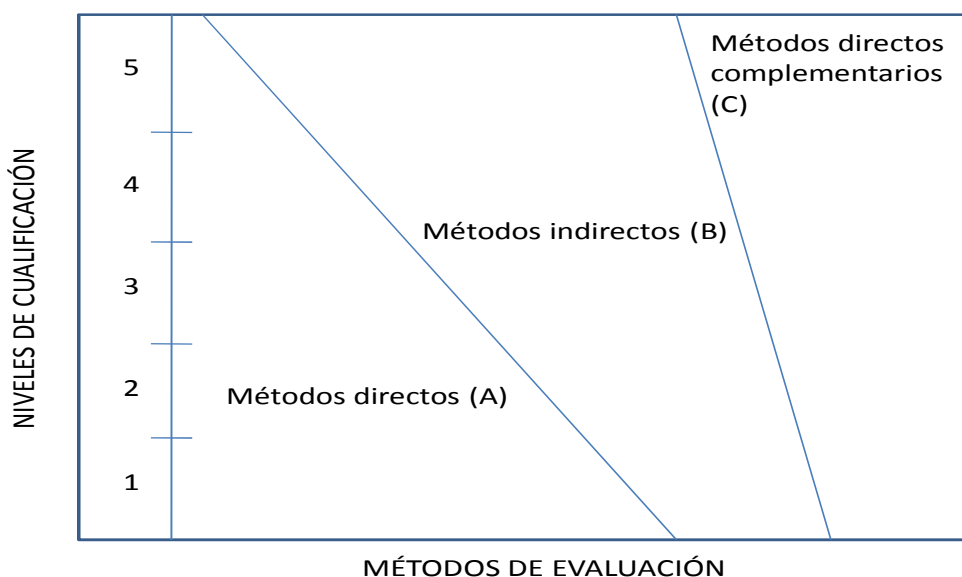 NIVELES DE CUALIFICACIÓN
5
4
3
2
1
Métodos directos
complementarios
(C)
Métodos indirectos (B)
Métodos directos (A)
MÉTODOS DE EVALUACIÓN